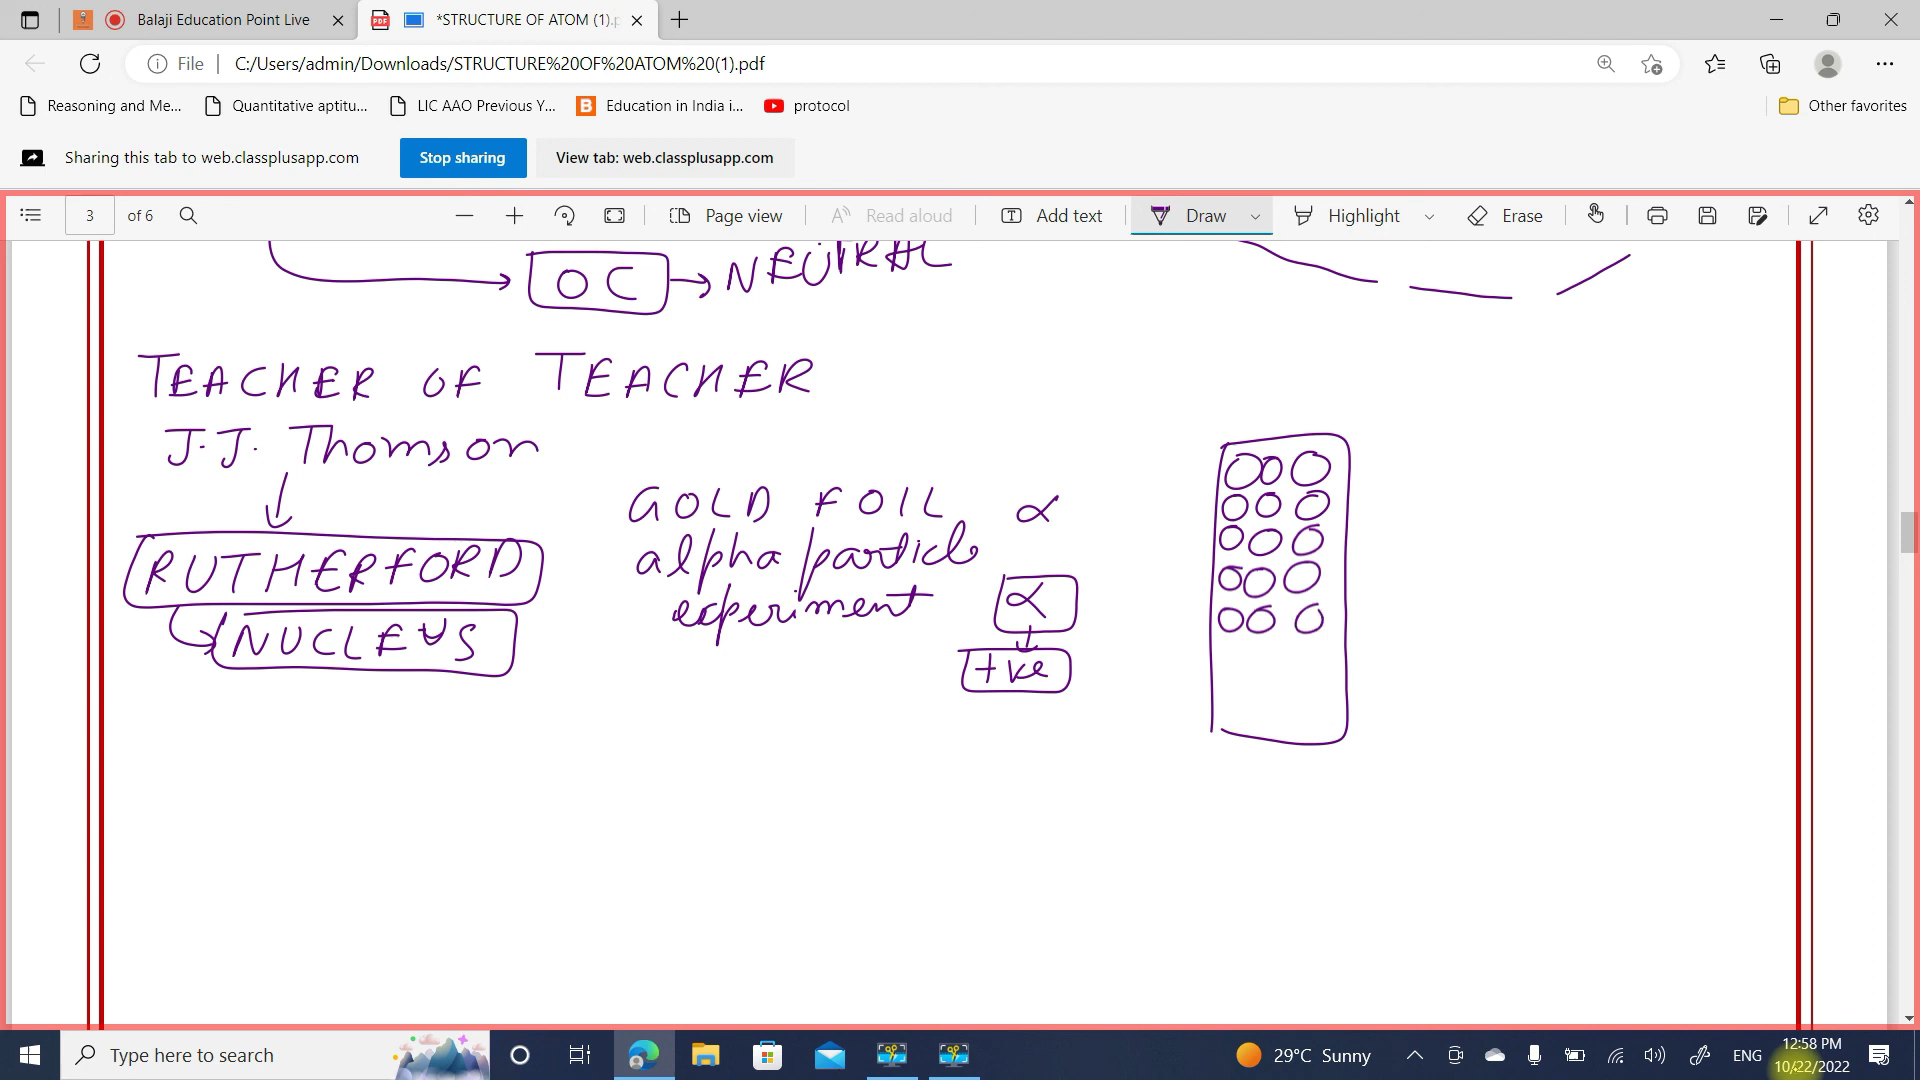 Balaji Education Point Live
*STRUCTURE OF ATOM (1).p
File
C:/Users/admin/Downloads/STRUCTURE%20OF%20ATOM%20(1).pdf
Reasoning and Me...
Quantitative aptitu...
LIC AAO Previous Y...
Education in India i...
protocol
Other favorites
Sharing this tab to web.classplusapp.com
Stop sharing
View tab: web.classplusapp.com
3 of 6
Page view
Read aloud
Add text
Draw
Highlight
Erase
OC → NEUTRAL
TEACHER OF TEACHER
J.J. Thomson
GOLD FOIL α
RUTHERFORD
alpha particle
experiment
α
NUCLEUS
+ve
Type here to search
29°C Sunny
ENG
12:58 PM
10/22/2022